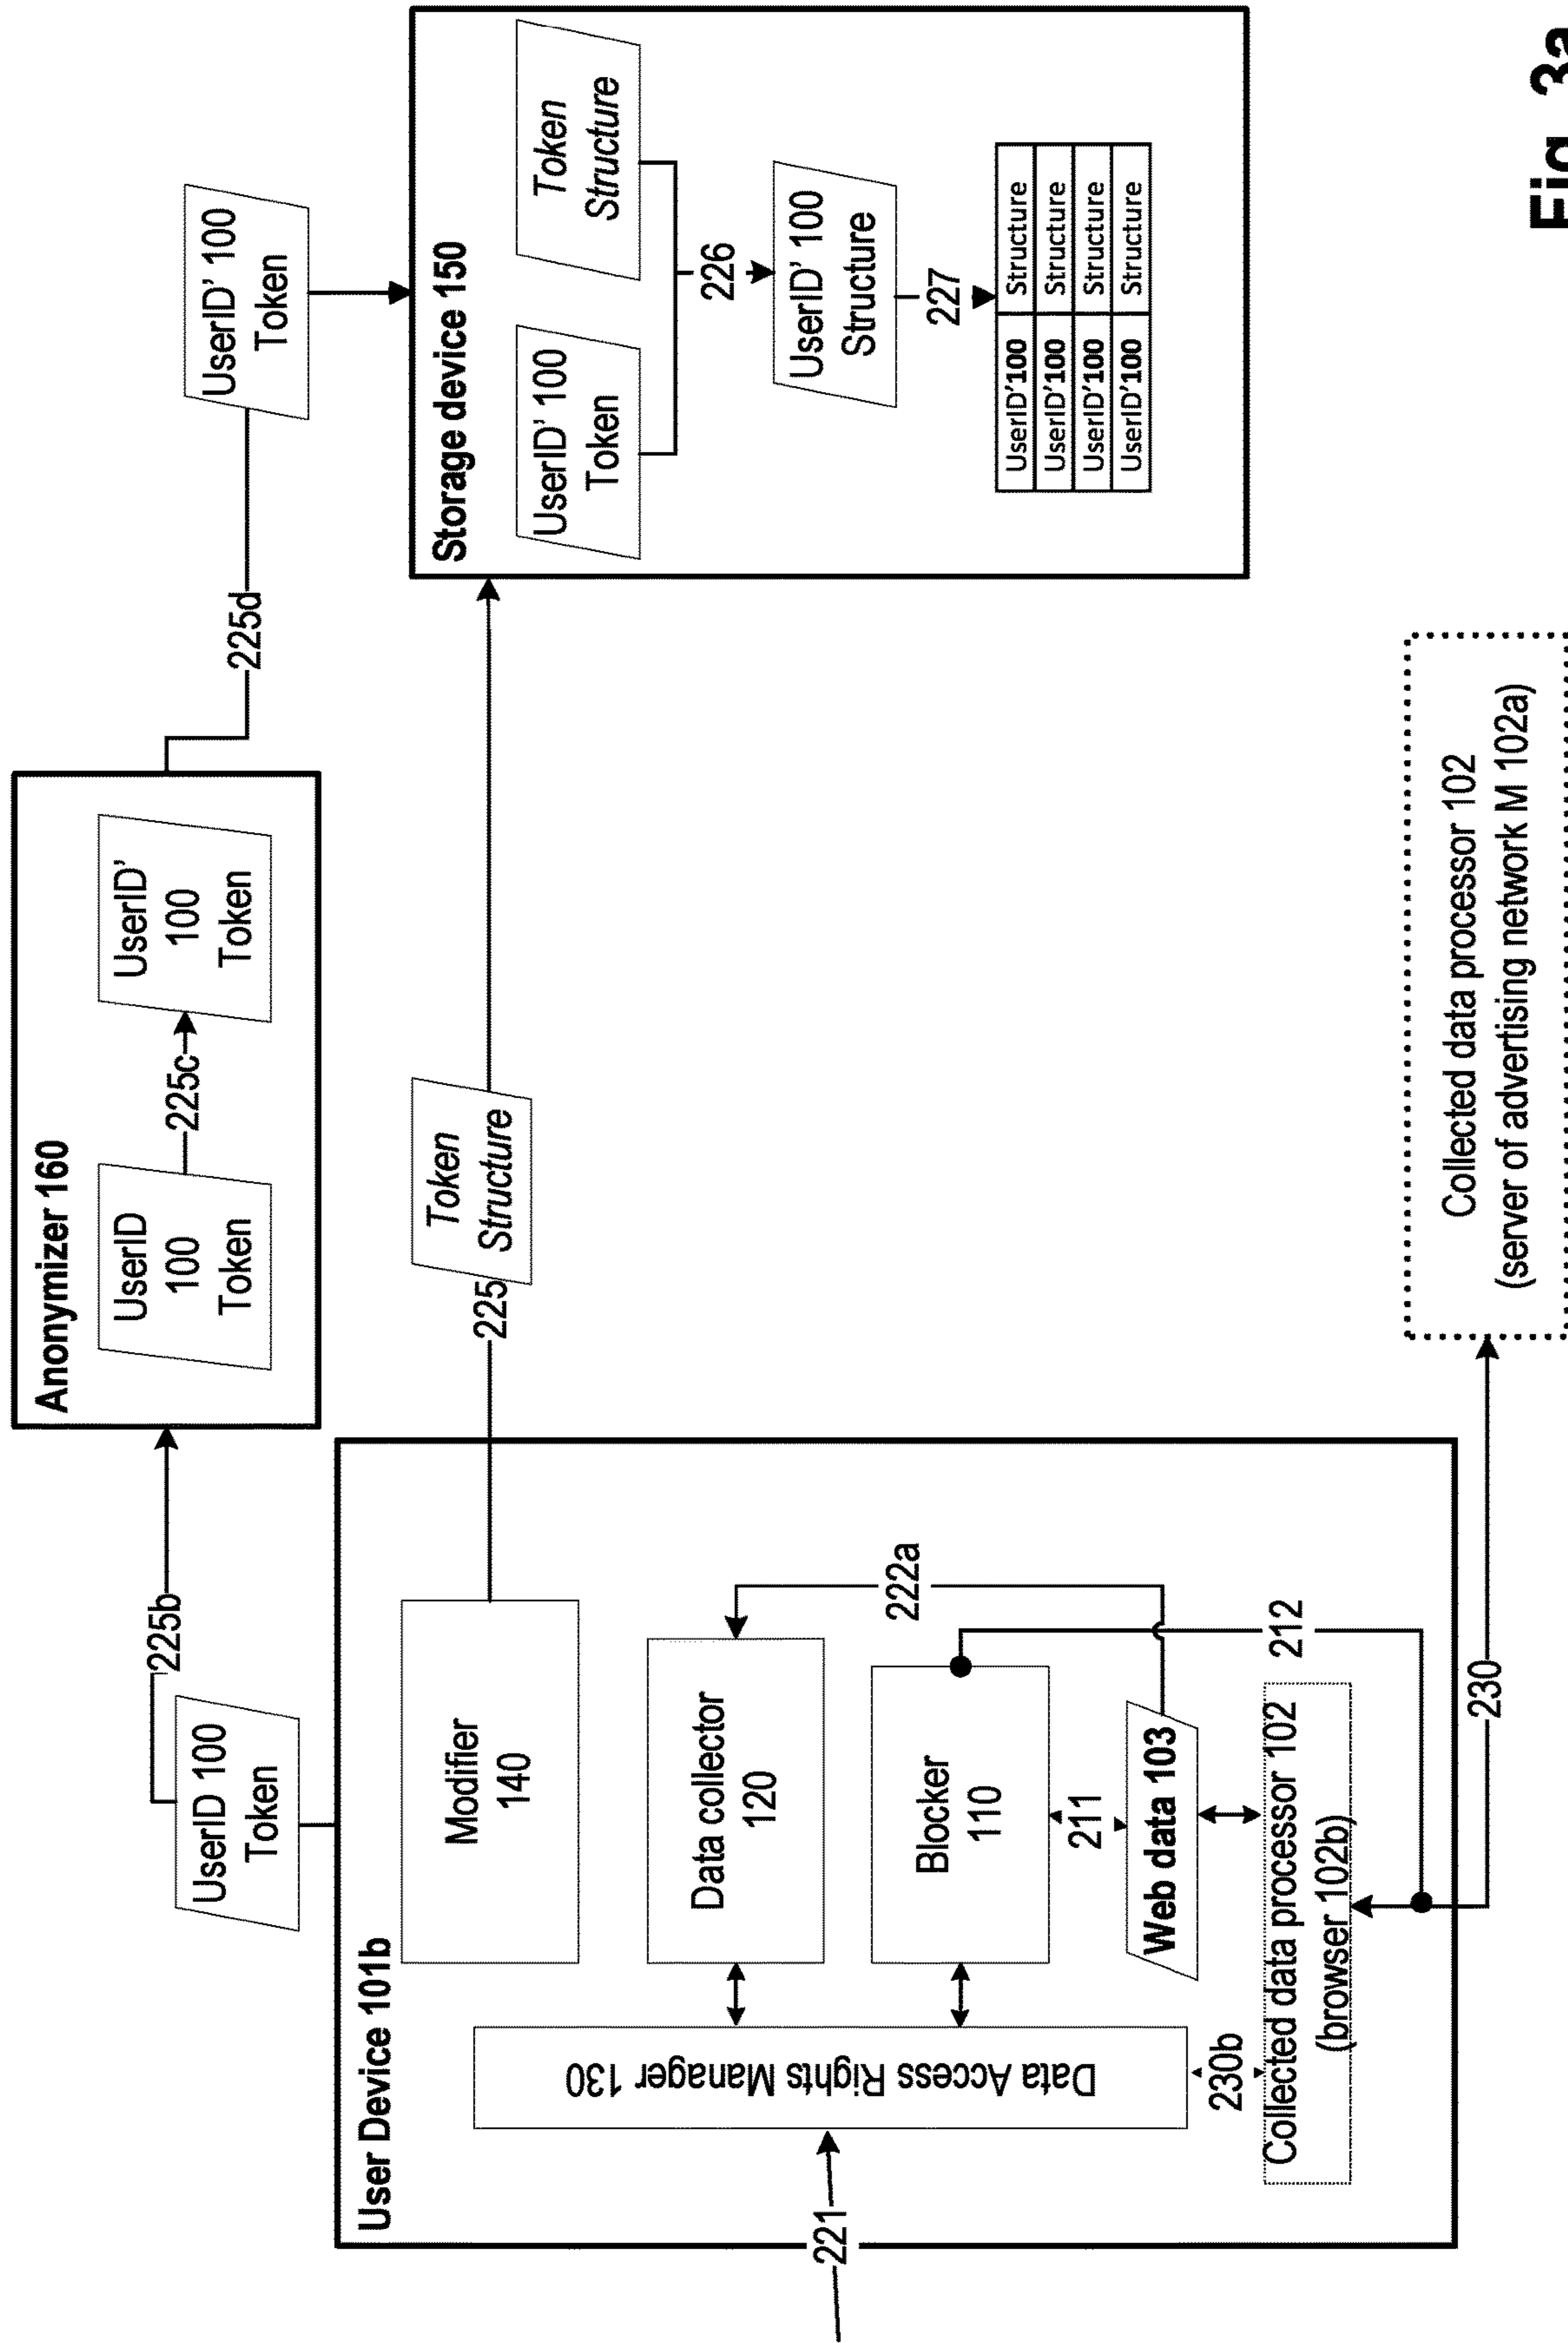 Anonymizer 160
UserID
100
Token
225c
UserID'
100
Token
225b
UserID 100
Token
225d
UserID' 100
Token
User Device 101b
Modifier
140
225
Token
Structure
Data collector
120
222a
Blocker
110
211
212
Web data 103
Data Access Rights Manager 130
221
230b
Collected data processor 102
(browser 102b)
230
Storage device 150
UserID' 100
Token
Token
Structure
226
UserID' 100
Structure
227
UserID'100 Structure
UserID'100 Structure
UserID'100 Structure
UserID'100 Structure
Collected data processor 102
(server of advertising network M 102a)
Fig. 3a